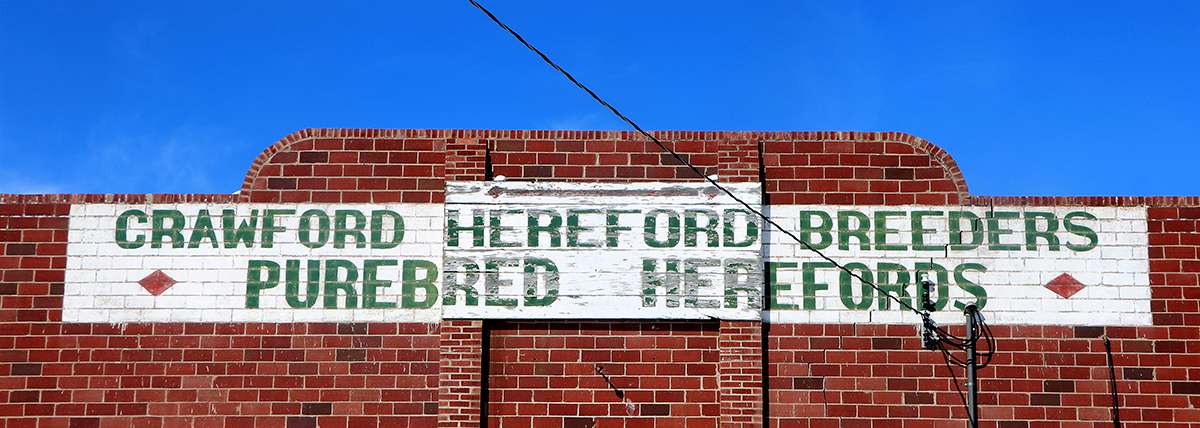 CRAWFORD HEREFORD BREEDERS
PUREBRED HEREFORDS